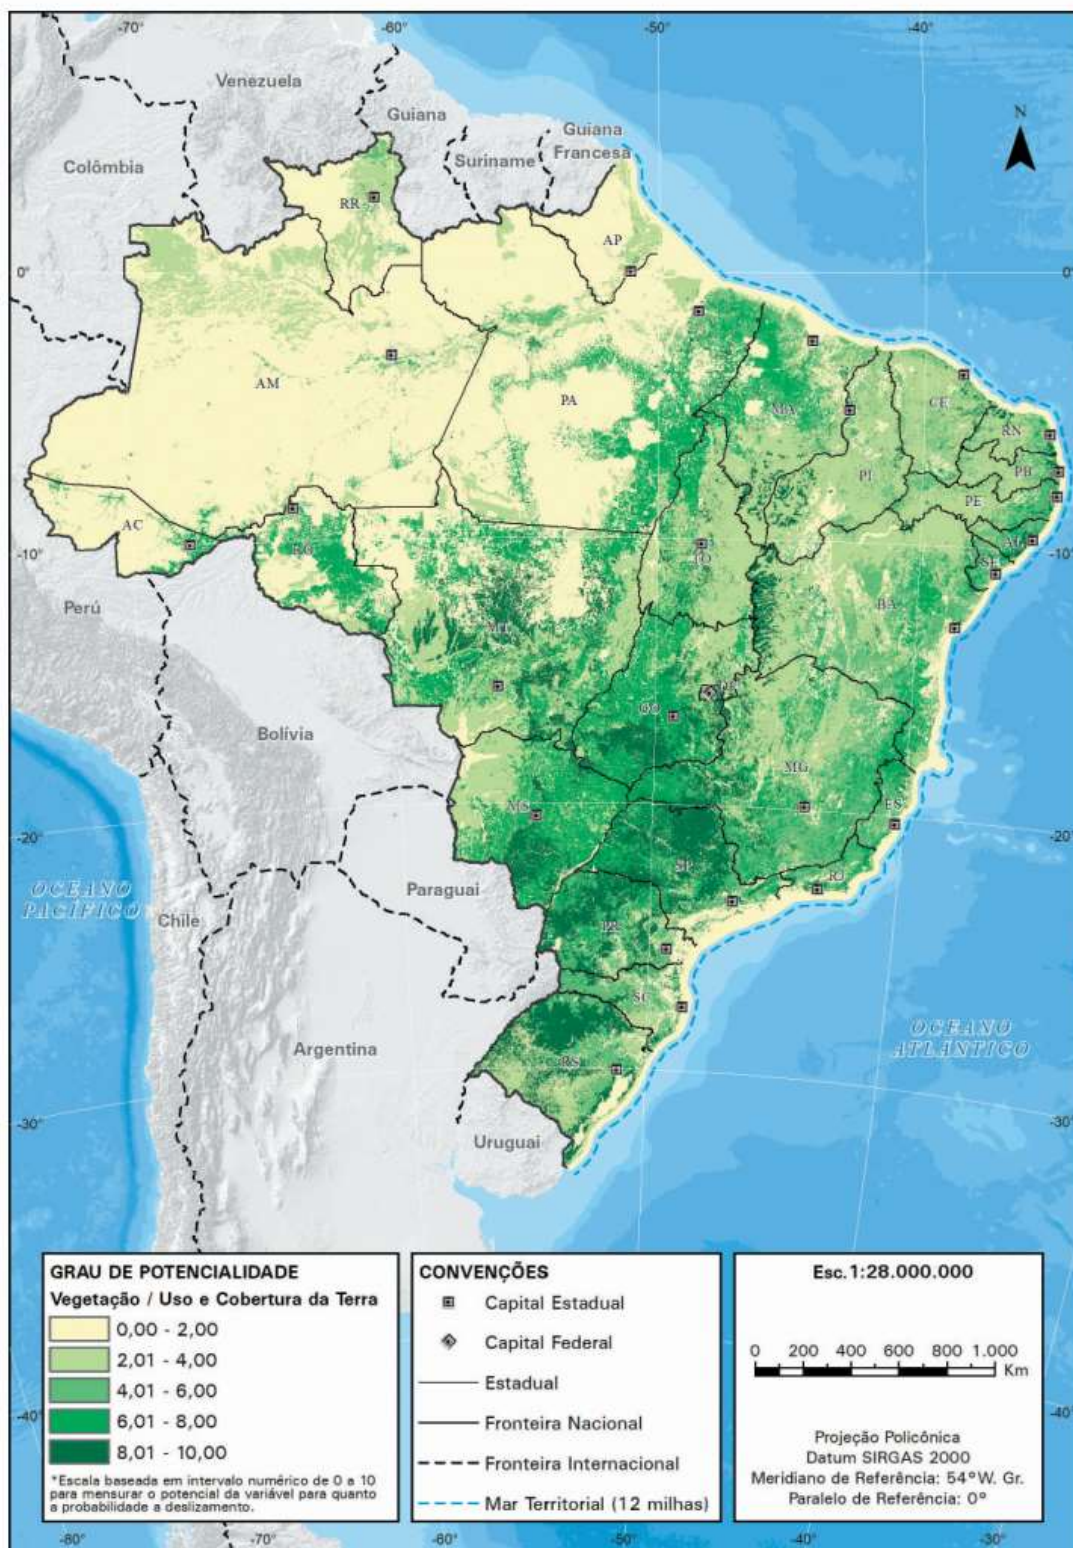 -70°
-60°
-50°
-40°
Venezuela
Guiana
Guiana
Francesa
Suriname
Colômbia
N
RR
AP
0°
0°
AM
PA
MA
CE
RN
PB
PI
PE
AC
RO
TO
AL
SE
-10°
-10°
Perú
MT
BA
DF
GO
Bolívia
MG
MS
ES
-20°
-20°
SP
RJ
Paraguai
OCEANO
PACÍFICO
Chile
PR
SC
OCEANO
ATLÂNTICO
Argentina
RS
-30°
-30°
Uruguai
GRAU DE POTENCIALIDADE
Vegetação / Uso e Cobertura da Terra
0,00 - 2,00
2,01 - 4,00
4,01 - 6,00
6,01 - 8,00
8,01 - 10,00
*Escala baseada em intervalo numérico de 0 a 10
para mensurar o potencial da variável para quanto
a probabilidade a deslizamento.
CONVENÇÕES
Capital Estadual
Capital Federal
Estadual
Fronteira Nacional
Fronteira Internacional
Mar Territorial (12 milhas)
Esc.1:28.000.000
0 200 400 600 800 1.000
Km
Projeção Policônica
Datum SIRGAS 2000
Meridiano de Referência: 54°W. Gr.
Paralelo de Referência: 0°
-40°
-40°
-80°
-70°
-60°
-50°
-40°
-30°